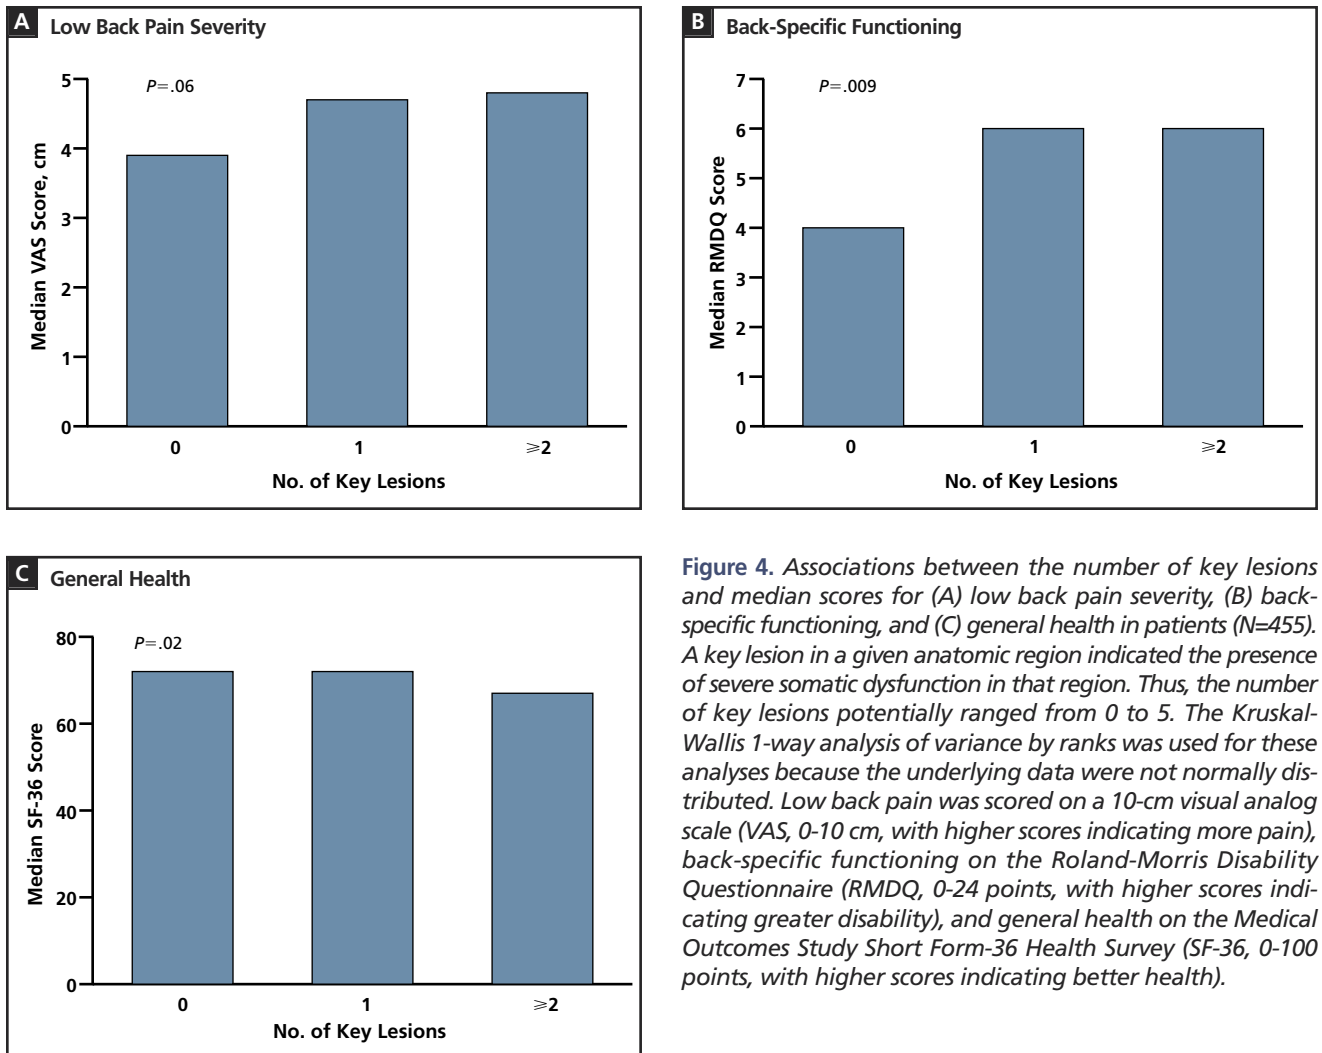 A Low Back Pain Severity
P=.06
Median VAS Score, cm
5
4
3
2
1
0
0 1 ⩾2
No. of Key Lesions
B Back-Specific Functioning
P=.009
Median RMDQ Score
7
6
5
4
3
2
1
0
0 1 ⩾2
No. of Key Lesions
C General Health
P=.02
Median SF-36 Score
80
60
40
20
0
0 1 ⩾2
No. of Key Lesions
Figure 4. Associations between the number of key lesions
and median scores for (A) low back pain severity, (B) back-
specific functioning, and (C) general health in patients (N=455).
A key lesion in a given anatomic region indicated the presence
of severe somatic dysfunction in that region. Thus, the number
of key lesions potentially ranged from 0 to 5. The Kruskal-
Wallis 1-way analysis of variance by ranks was used for these
analyses because the underlying data were not normally dis-
tributed. Low back pain was scored on a 10-cm visual analog
scale (VAS, 0-10 cm, with higher scores indicating more pain),
back-specific functioning on the Roland-Morris Disability
Questionnaire (RMDQ, 0-24 points, with higher scores indi-
cating greater disability), and general health on the Medical
Outcomes Study Short Form-36 Health Survey (SF-36, 0-100
points, with higher scores indicating better health).